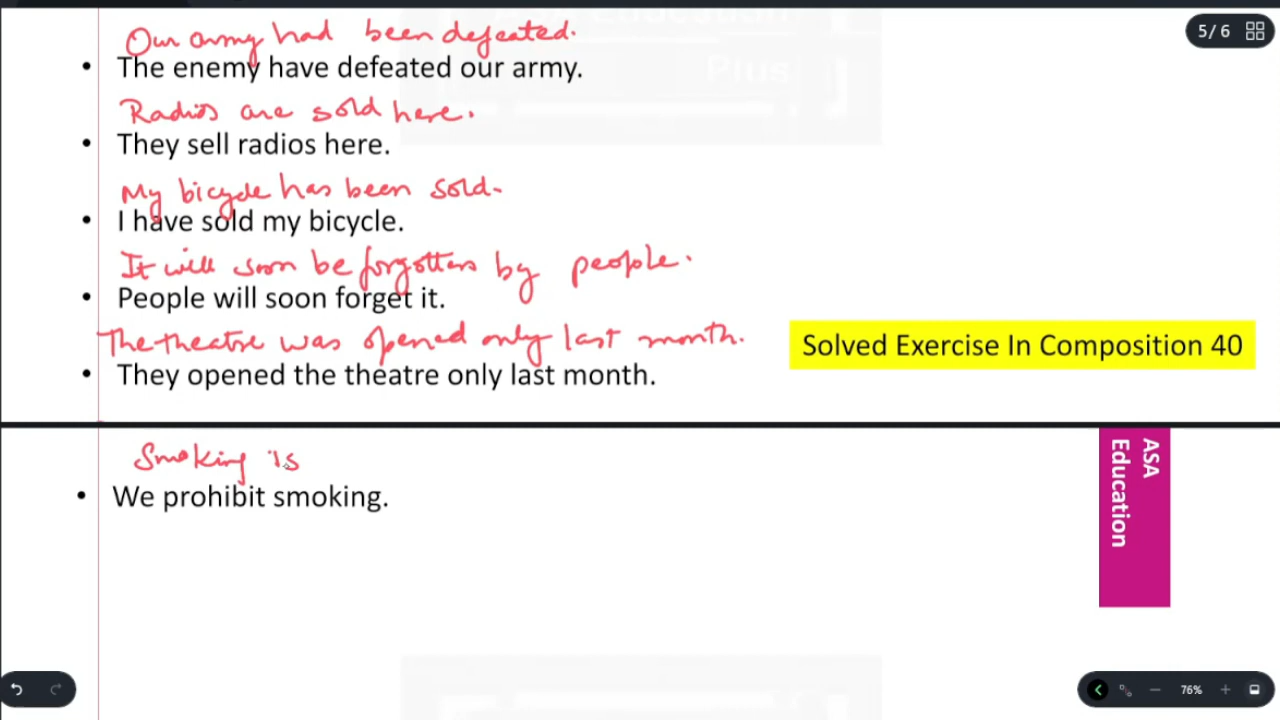 5/6
Our army had been defeated.
• The enemy have defeated our army.
Radios are sold here.
• They sell radios here.
My bicycle has been sold.
• I have sold my bicycle.
It will soon be forgotten by people.
• People will soon forget it.
The theatre was opened only last month.
Solved Exercise In Composition 40
• They opened the theatre only last month.
Smoking is
• We prohibit smoking.
ASA
Education
76%